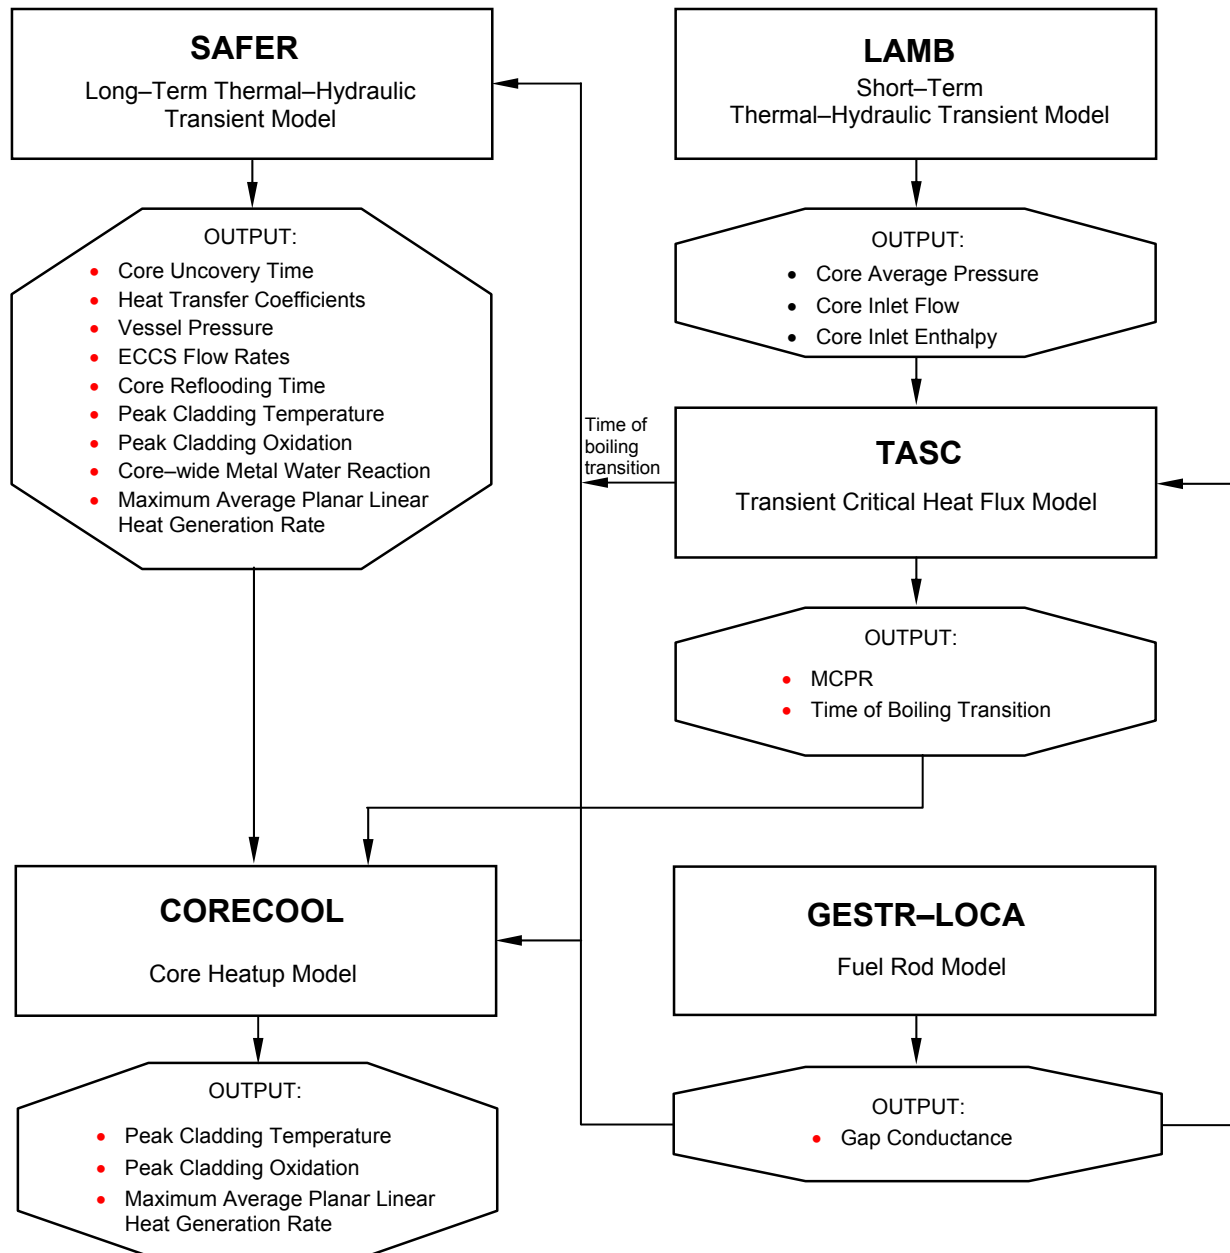 SAFER
Long–Term Thermal–Hydraulic
Transient Model
LAMB
Short–Term
Thermal–Hydraulic Transient Model
OUTPUT:
• Core Uncovery Time
• Heat Transfer Coefficients
• Vessel Pressure
• ECCS Flow Rates
• Core Reflooding Time
• Peak Cladding Temperature
• Peak Cladding Oxidation
• Core–wide Metal Water Reaction
• Maximum Average Planar Linear
Heat Generation Rate
OUTPUT:
• Core Average Pressure
• Core Inlet Flow
• Core Inlet Enthalpy
Time of
boiling
transition
TASC
Transient Critical Heat Flux Model
OUTPUT:
• MCPR
• Time of Boiling Transition
CORECOOL
Core Heatup Model
GESTR–LOCA
Fuel Rod Model
OUTPUT:
• Peak Cladding Temperature
• Peak Cladding Oxidation
• Maximum Average Planar Linear
Heat Generation Rate
OUTPUT:
• Gap Conductance